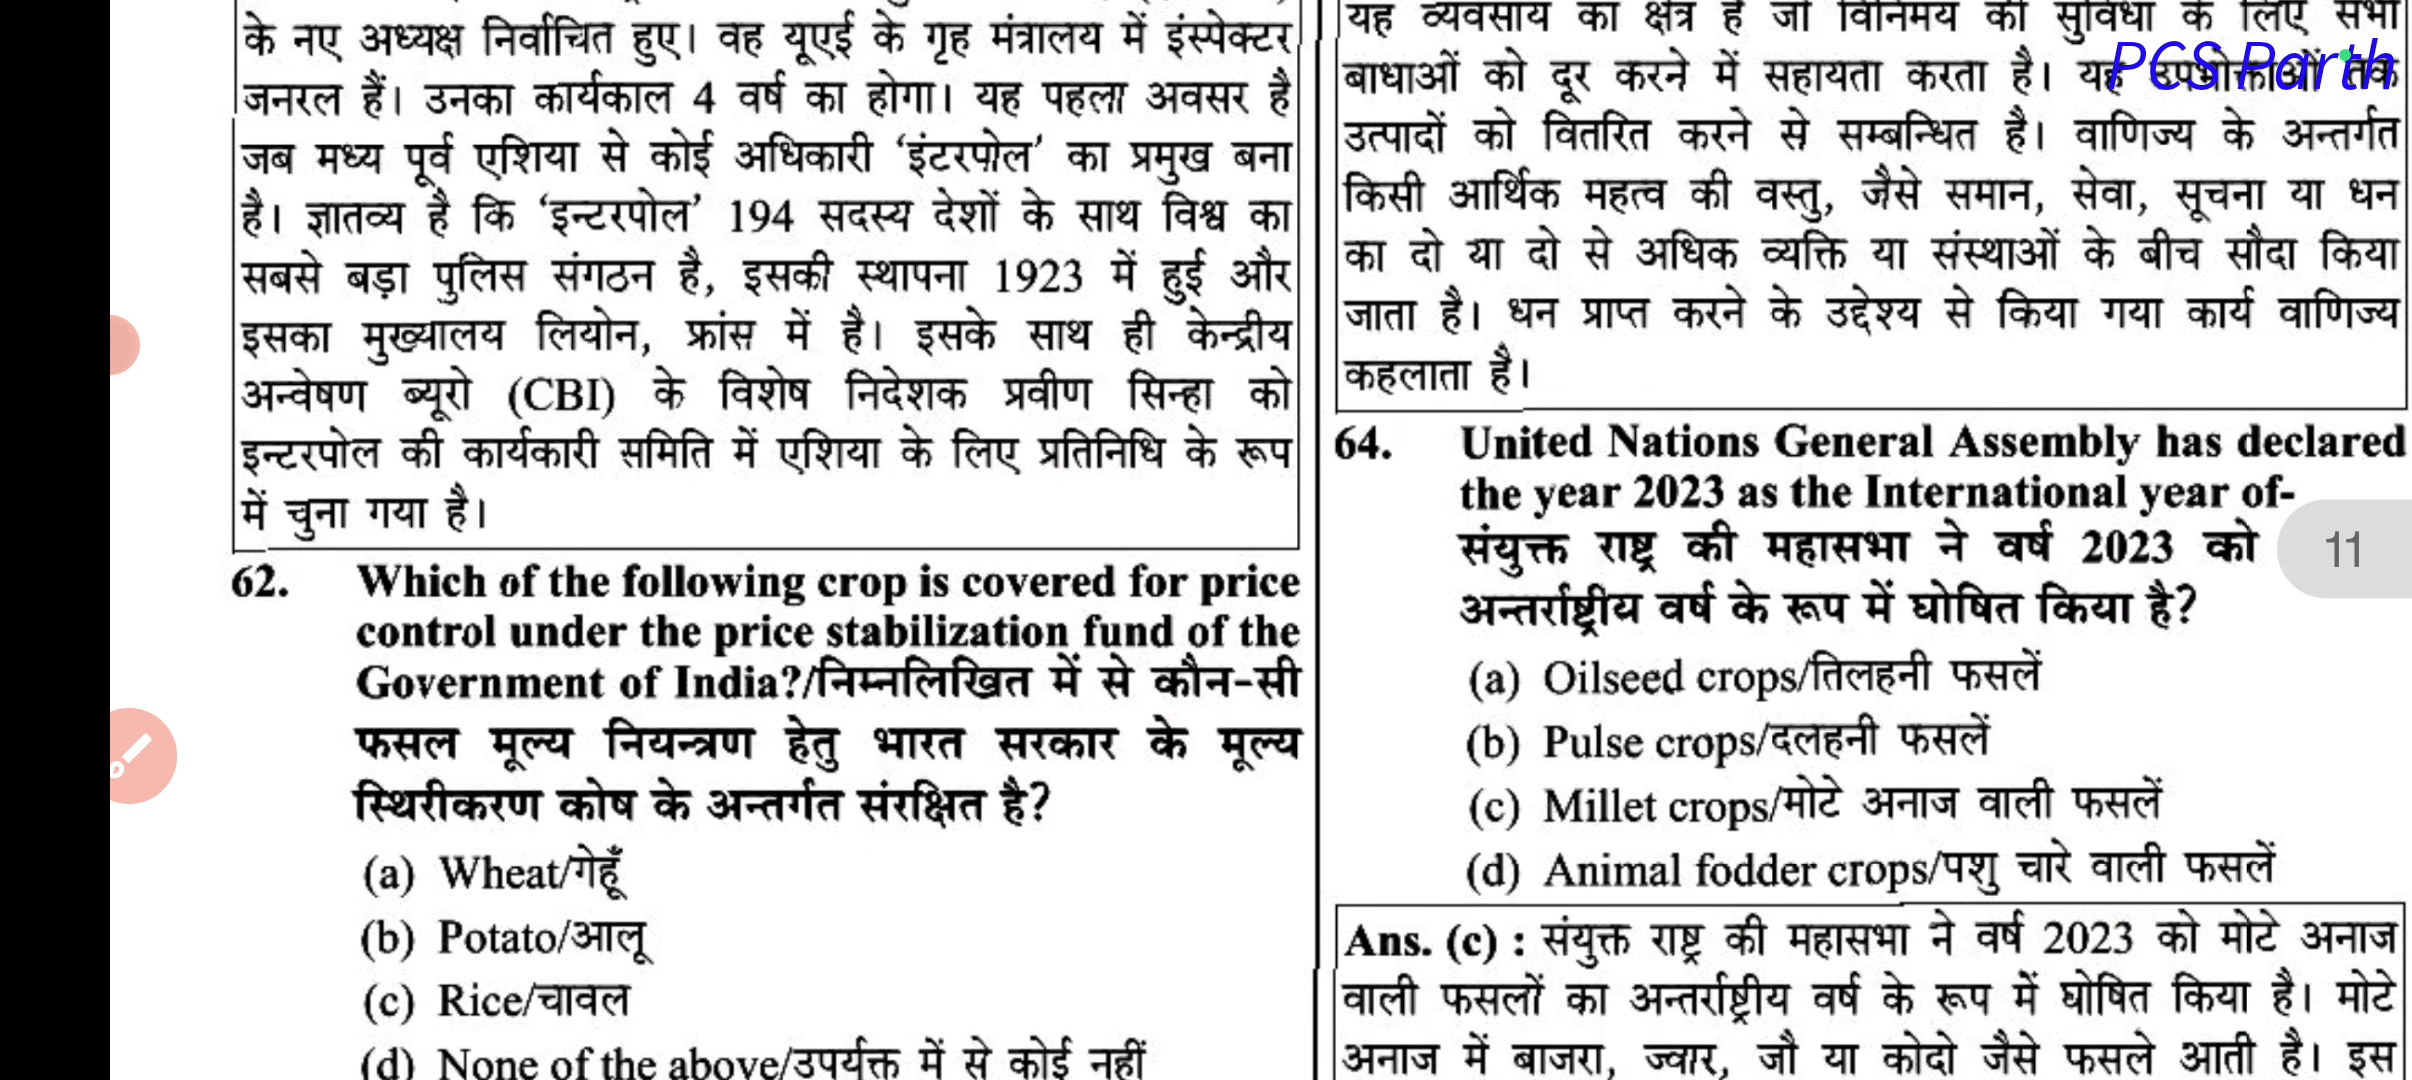 के नए अध्यक्ष निर्वाचित हुए। वह यूएई के गृह मंत्रालय में इंस्पेक्टर
जनरल हैं। उनका कार्यकाल 4 वर्ष का होगा। यह पहला अवसर है
जब मध्य पूर्व एशिया से कोई अधिकारी ‘इंटरपोल’ का प्रमुख बना
है। ज्ञातव्य है कि ‘इन्टरपोल’ 194 सदस्य देशों के साथ विश्व का
सबसे बड़ा पुलिस संगठन है, इसकी स्थापना 1923 में हुई और
इसका मुख्यालय लियोन, फ्रांस में है। इसके साथ ही केन्द्रीय
अन्वेषण ब्यूरो (CBI) के विशेष निदेशक प्रवीण सिन्हा को
इन्टरपोल की कार्यकारी समिति में एशिया के लिए प्रतिनिधि के रूप
में चुना गया है।
62. Which of the following crop is covered for price
control under the price stabilization fund of the
Government of India?/निम्नलिखित में से कौन-सी
फसल मूल्य नियन्त्रण हेतु भारत सरकार के मूल्य
स्थिरीकरण कोष के अन्तर्गत संरक्षित है?
(a) Wheat/गेहूँ
(b) Potato/आलू
(c) Rice/चावल
(d) None of the above/उपर्युक्त में से कोई नहीं
यह व्यवसाय का क्षेत्र है जो विनिमय की सुविधा के लिए सभी
बाधाओं को दूर करने में सहायता करता है। यह उपभोक्ताओं तक
PCS Parth
उत्पादों को वितरित करने से सम्बन्धित है। वाणिज्य के अन्तर्गत
किसी आर्थिक महत्व की वस्तु, जैसे समान, सेवा, सूचना या धन
का दो या दो से अधिक व्यक्ति या संस्थाओं के बीच सौदा किया
जाता है। धन प्राप्त करने के उद्देश्य से किया गया कार्य वाणिज्य
कहलाता है।
64. United Nations General Assembly has declared
the year 2023 as the International year of-
संयुक्त राष्ट्र की महासभा ने वर्ष 2023 को
11
अन्तर्राष्ट्रीय वर्ष के रूप में घोषित किया है?
(a) Oilseed crops/तिलहनी फसलें
(b) Pulse crops/दलहनी फसलें
(c) Millet crops/मोटे अनाज वाली फसलें
(d) Animal fodder crops/पशु चारे वाली फसलें
Ans. (c) : संयुक्त राष्ट्र की महासभा ने वर्ष 2023 को मोटे अनाज
वाली फसलों का अन्तर्राष्ट्रीय वर्ष के रूप में घोषित किया है। मोटे
अनाज में बाजरा, ज्वार, जौ या कोदो जैसे फसले आती है। इस